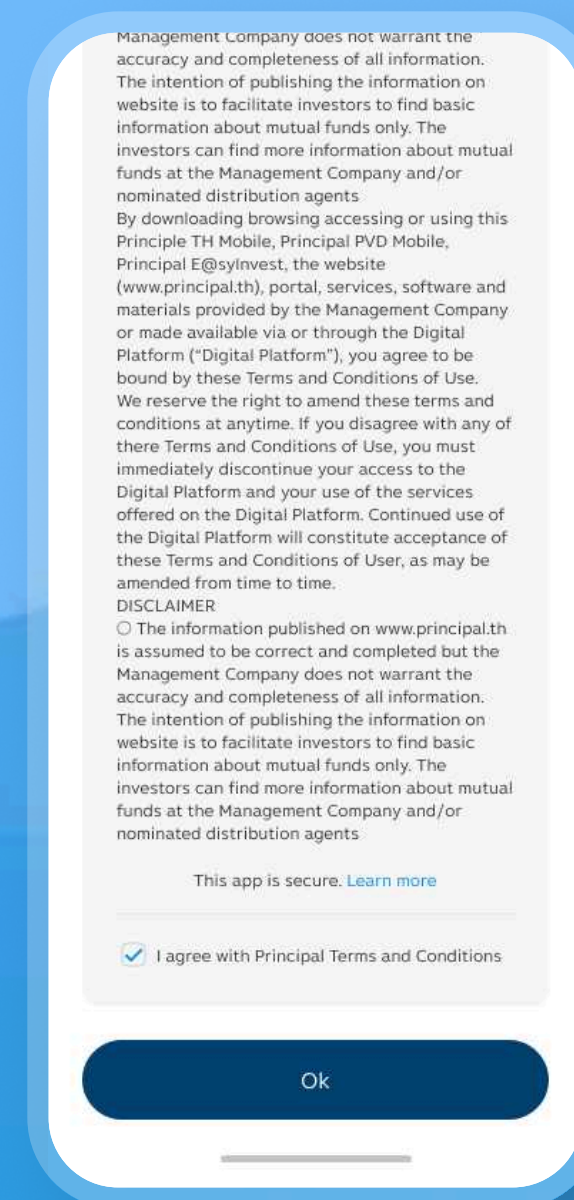 Management Company does not warrant the
accuracy and completeness of all information.
The intention of publishing the information on
website is to facilitate investors to find basic
information about mutual funds only. The
investors can find more information about mutual
funds at the Management Company and/or
nominated distribution agents
By downloading browsing accessing or using this
Principle TH Mobile, Principal PVD Mobile,
Principal E@syInvest, the website
(www.principal.th), portal, services, software and
materials provided by the Management Company
or made available via or through the Digital
Platform (“Digital Platform”), you agree to be
bound by these Terms and Conditions of Use.
We reserve the right to amend these terms and
conditions at anytime. If you disagree with any of
there Terms and Conditions of Use, you must
immediately discontinue your access to the
Digital Platform and your use of the services
offered on the Digital Platform. Continued use of
the Digital Platform will constitute acceptance of
these Terms and Conditions of User, as may be
amended from time to time.
DISCLAIMER
○ The information published on www.principal.th
is assumed to be correct and completed but the
Management Company does not warrant the
accuracy and completeness of all information.
The intention of publishing the information on
website is to facilitate investors to find basic
information about mutual funds only. The
investors can find more information about mutual
funds at the Management Company and/or
nominated distribution agents
This app is secure. Learn more
I agree with Principal Terms and Conditions
Ok